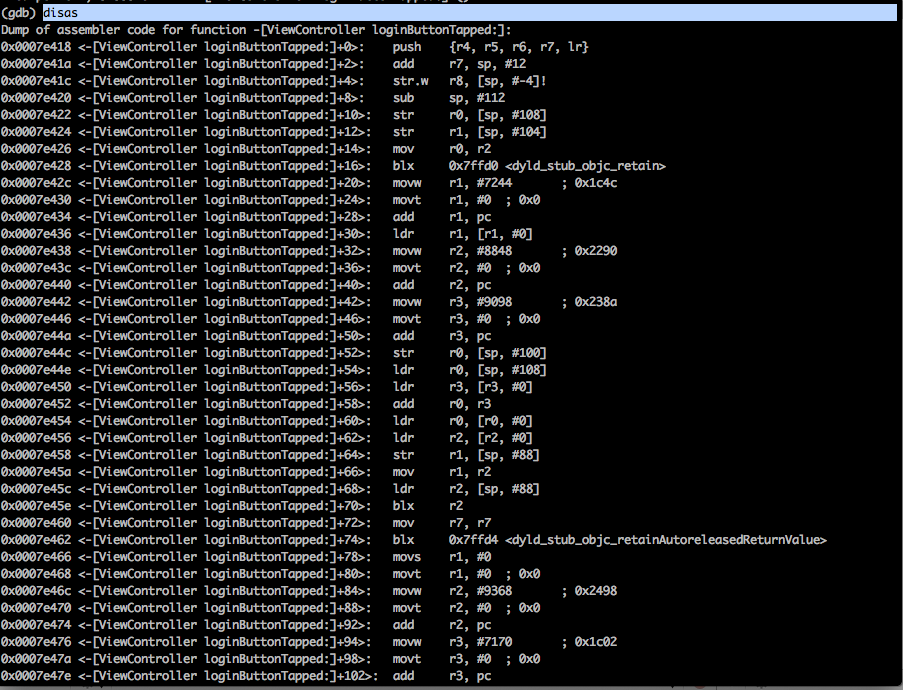 (gdb) disas
Dump of assembler code for function -[ViewController loginButtonTapped:]:
0x0007e418 <-[ViewController loginButtonTapped:]+0>: push {r4, r5, r6, r7, lr}
0x0007e41a <-[ViewController loginButtonTapped:]+2>: add r7, sp, #12
0x0007e41c <-[ViewController loginButtonTapped:]+4>: str.w r8, [sp, #-4]!
0x0007e420 <-[ViewController loginButtonTapped:]+8>: sub sp, #112
0x0007e422 <-[ViewController loginButtonTapped:]+10>: str r0, [sp, #108]
0x0007e424 <-[ViewController loginButtonTapped:]+12>: str r1, [sp, #104]
0x0007e426 <-[ViewController loginButtonTapped:]+14>: mov r0, r2
0x0007e428 <-[ViewController loginButtonTapped:]+16>: blx 0x7ffd0 <dyld_stub_objc_retain>
0x0007e42c <-[ViewController loginButtonTapped:]+20>: movw r1, #7244 ; 0x1c4c
0x0007e430 <-[ViewController loginButtonTapped:]+24>: movt r1, #0 ; 0x0
0x0007e434 <-[ViewController loginButtonTapped:]+28>: add r1, pc
0x0007e436 <-[ViewController loginButtonTapped:]+30>: ldr r1, [r1, #0]
0x0007e438 <-[ViewController loginButtonTapped:]+32>: movw r2, #8848 ; 0x2290
0x0007e43c <-[ViewController loginButtonTapped:]+36>: movt r2, #0 ; 0x0
0x0007e440 <-[ViewController loginButtonTapped:]+40>: add r2, pc
0x0007e442 <-[ViewController loginButtonTapped:]+42>: movw r3, #9098 ; 0x238a
0x0007e446 <-[ViewController loginButtonTapped:]+46>: movt r3, #0 ; 0x0
0x0007e44a <-[ViewController loginButtonTapped:]+50>: add r3, pc
0x0007e44c <-[ViewController loginButtonTapped:]+52>: str r0, [sp, #100]
0x0007e44e <-[ViewController loginButtonTapped:]+54>: ldr r0, [sp, #108]
0x0007e450 <-[ViewController loginButtonTapped:]+56>: ldr r3, [r3, #0]
0x0007e452 <-[ViewController loginButtonTapped:]+58>: add r0, r3
0x0007e454 <-[ViewController loginButtonTapped:]+60>: ldr r0, [r0, #0]
0x0007e456 <-[ViewController loginButtonTapped:]+62>: ldr r2, [r2, #0]
0x0007e458 <-[ViewController loginButtonTapped:]+64>: str r1, [sp, #88]
0x0007e45a <-[ViewController loginButtonTapped:]+66>: mov r1, r2
0x0007e45c <-[ViewController loginButtonTapped:]+68>: ldr r2, [sp, #88]
0x0007e45e <-[ViewController loginButtonTapped:]+70>: blx r2
0x0007e460 <-[ViewController loginButtonTapped:]+72>: mov r7, r7
0x0007e462 <-[ViewController loginButtonTapped:]+74>: blx 0x7ffd4 <dyld_stub_objc_retainAutoreleasedReturnValue>
0x0007e466 <-[ViewController loginButtonTapped:]+78>: movs r1, #0
0x0007e468 <-[ViewController loginButtonTapped:]+80>: movt r1, #0 ; 0x0
0x0007e46c <-[ViewController loginButtonTapped:]+84>: movw r2, #9368 ; 0x2498
0x0007e470 <-[ViewController loginButtonTapped:]+88>: movt r2, #0 ; 0x0
0x0007e474 <-[ViewController loginButtonTapped:]+92>: add r2, pc
0x0007e476 <-[ViewController loginButtonTapped:]+94>: movw r3, #7170 ; 0x1c02
0x0007e47a <-[ViewController loginButtonTapped:]+98>: movt r3, #0 ; 0x0
0x0007e47e <-[ViewController loginButtonTapped:]+102>: add r3, pc